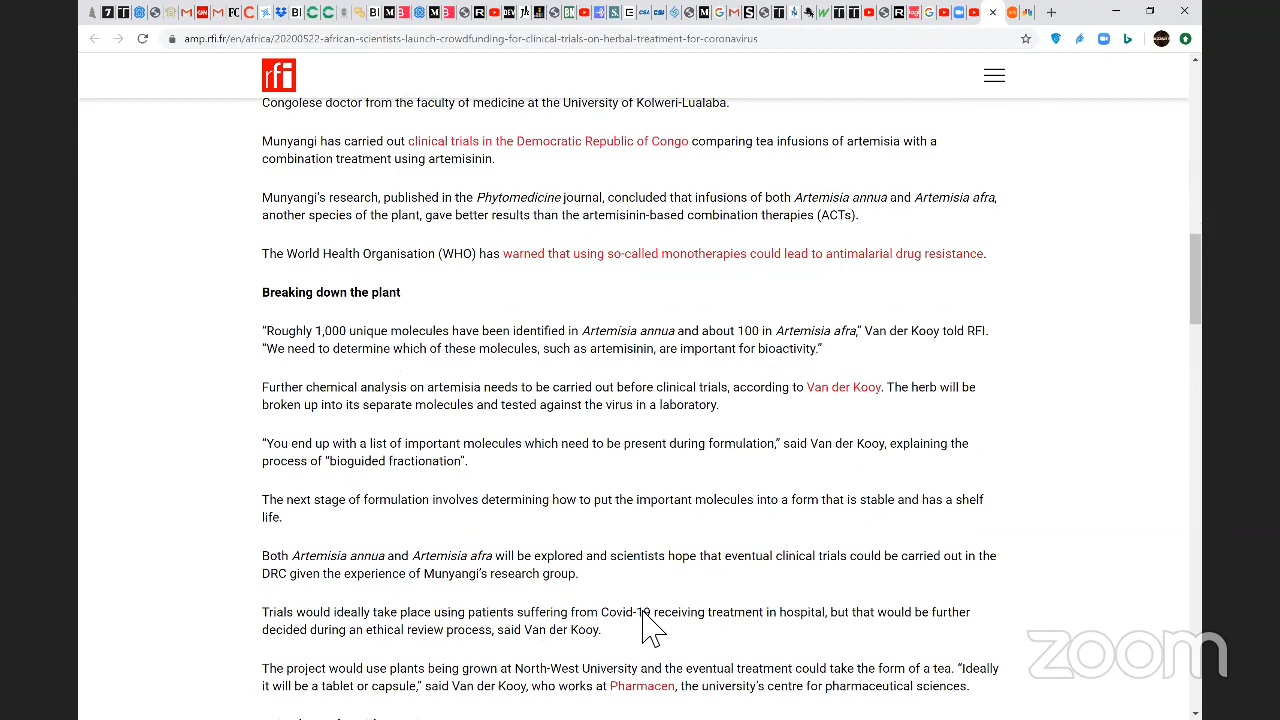 amp.rfi.fr/en/africa/20200522-african-scientists-launch-crowdfunding-for-clinical-trials-on-herbal-treatment-for-coronavirus
rfi
Congolese doctor from the faculty of medicine at the University of Kolweri-Lualaba.
Munyangi has carried out clinical trials in the Democratic Republic of Congo comparing tea infusions of artemisia with a
combination treatment using artemisinin.
Munyangi's research, published in the Phytomedicine journal, concluded that infusions of both Artemisia annua and Artemisia afra,
another species of the plant, gave better results than the artemisinin-based combination therapies (ACTs).
The World Health Organisation (WHO) has warned that using so-called monotherapies could lead to antimalarial drug resistance.
Breaking down the plant
“Roughly 1,000 unique molecules have been identified in Artemisia annua and about 100 in Artemisia afra,” Van der Kooy told RFI.
“We need to determine which of these molecules, such as artemisinin, are important for bioactivity.”
Further chemical analysis on artemisia needs to be carried out before clinical trials, according to Van der Kooy. The herb will be
broken up into its separate molecules and tested against the virus in a laboratory.
“You end up with a list of important molecules which need to be present during formulation,” said Van der Kooy, explaining the
process of “bioguided fractionation”.
The next stage of formulation involves determining how to put the important molecules into a form that is stable and has a shelf
life.
Both Artemisia annua and Artemisia afra will be explored and scientists hope that eventual clinical trials could be carried out in the
DRC given the experience of Munyangi's research group.
Trials would ideally take place using patients suffering from Covid-19 receiving treatment in hospital, but that would be further
decided during an ethical review process, said Van der Kooy.
The project would use plants being grown at North-West University and the eventual treatment could take the form of a tea. “Ideally
it will be a tablet or capsule,” said Van der Kooy, who works at Pharmacen, the university's centre for pharmaceutical sciences.
zoom